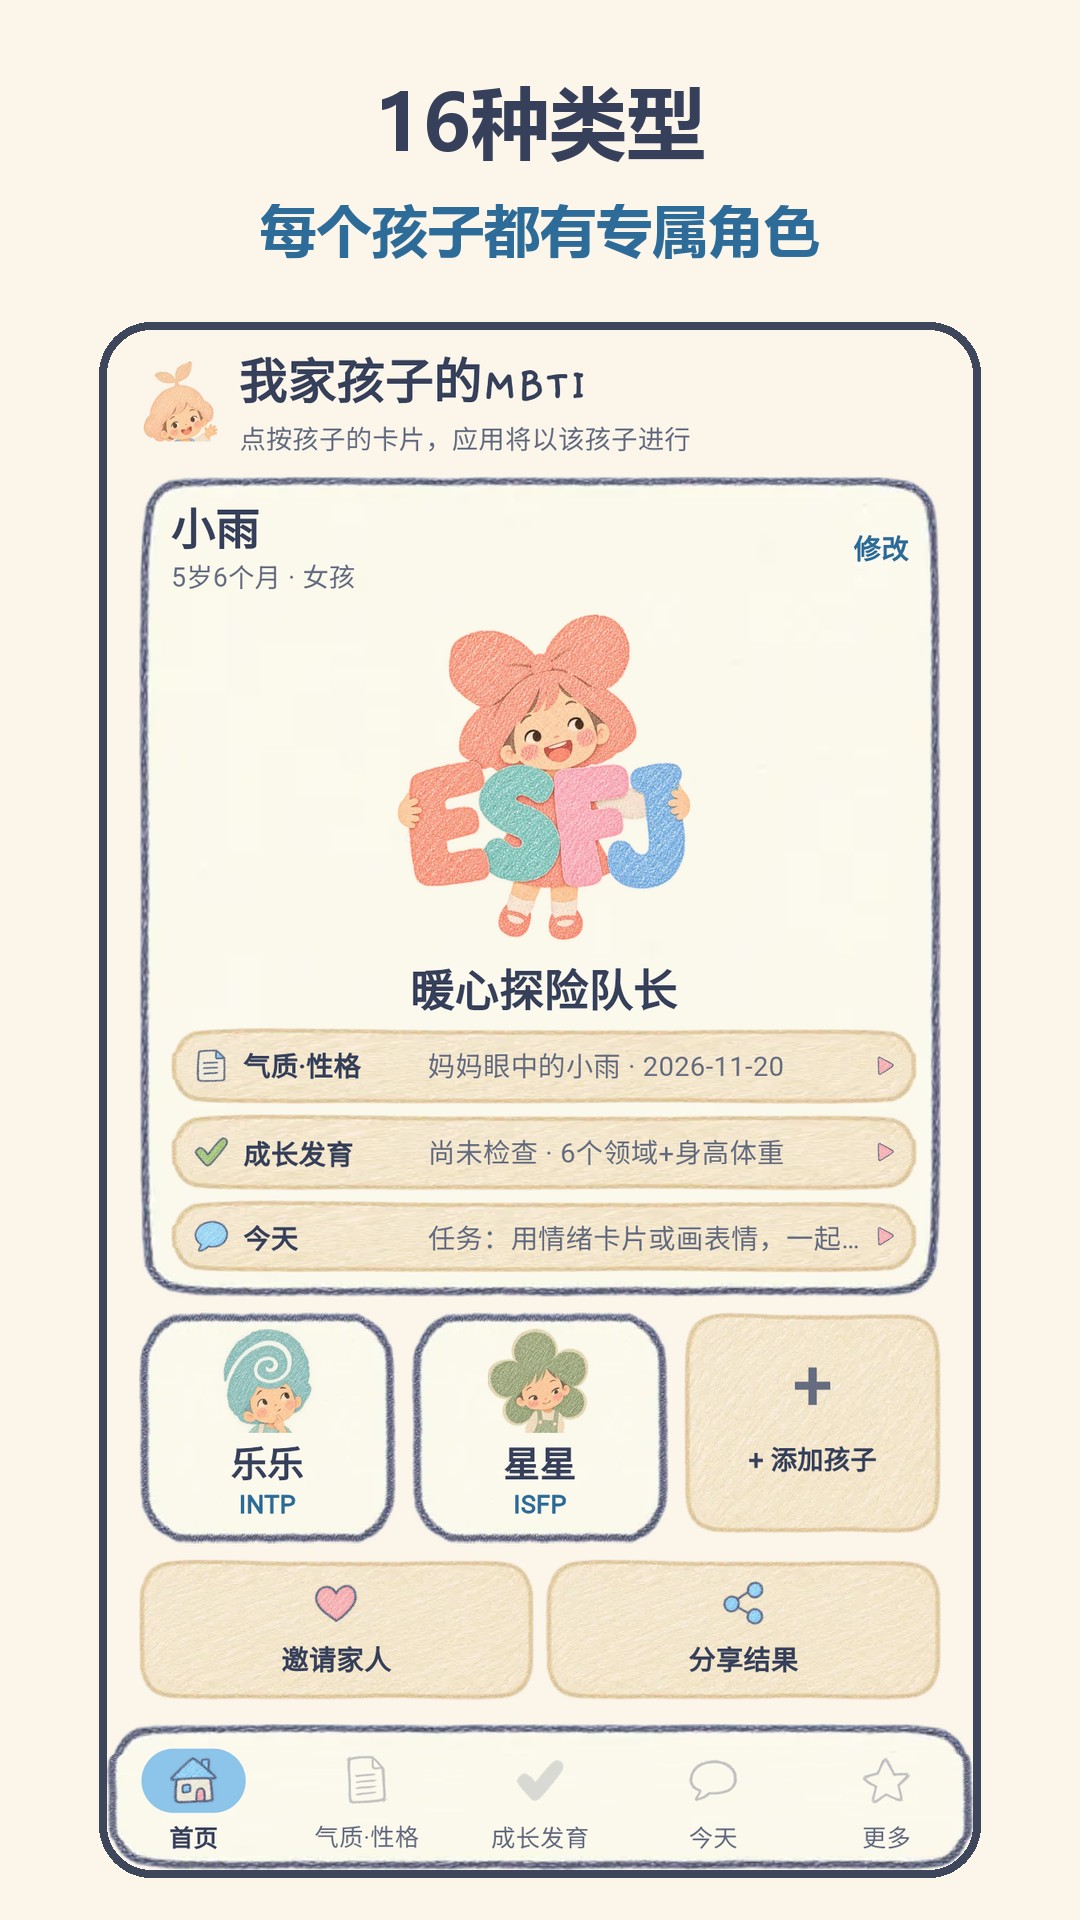 16种类型
每个孩子都有专属角色
我家孩子的MBTI
点按孩子的卡片，应用将以该孩子进行
小雨
修改
5岁6个月 · 女孩
ESFJ
暖心探险队长
气质·性格 妈妈眼中的小雨 · 2026-11-20
成长发育 尚未检查 · 6个领域+身高体重
今天 任务：用情绪卡片或画表情，一起…
乐乐
INTP
星星
ISFP
+
+ 添加孩子
邀请家人
分享结果
首页
气质·性格
成长发育
今天
更多